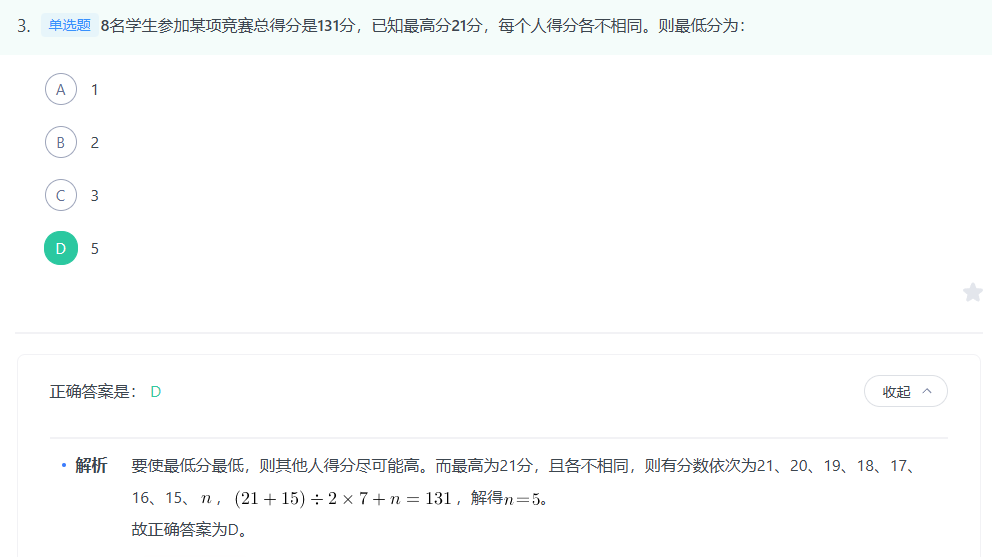 3. 单选题 8名学生参加某项竞赛总得分是131分，已知最高分21分，每个人得分各不相同。则最低分为：
A 1
B 2
C 3
D 5
正确答案是： D 收起
• 解析 要使最低分最低，则其他人得分尽可能高。而最高为21分，且各不相同，则有分数依次为21、20、19、18、17、
16、15、 n ， (21 + 15) ÷ 2 × 7 + n = 131 ，解得n=5。
故正确答案为D。